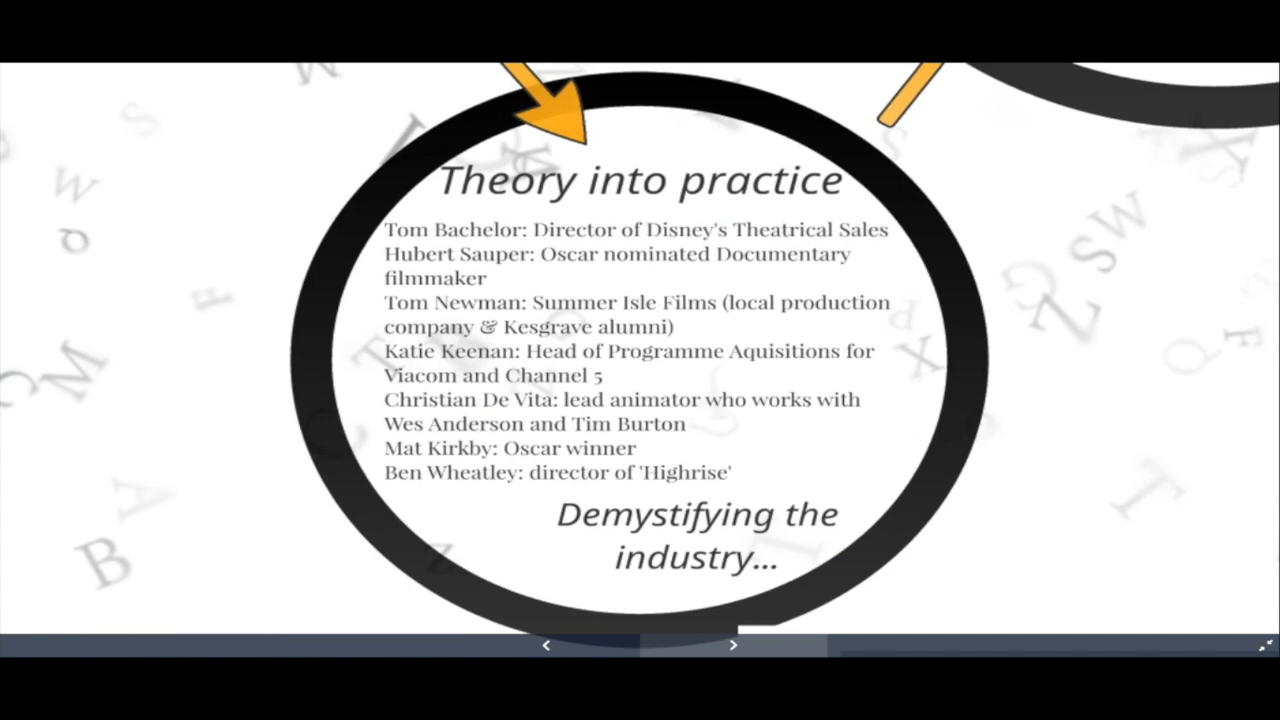 Theory into practice
Tom Bachelor: Director of Disney's Theatrical Sales
Hubert Sauper: Oscar nominated Documentary
filmmaker
Tom Newman: Summer Isle Films (local production
company & Kesgrave alumni)
Katie Keenan: Head of Programme Aquisitions for
Viacom and Channel 5
Christian De Vita: lead animator who works with
Wes Anderson and Tim Burton
Mat Kirkby: Oscar winner
Ben Wheatley: director of 'Highrise'
Demystifying the
industry...